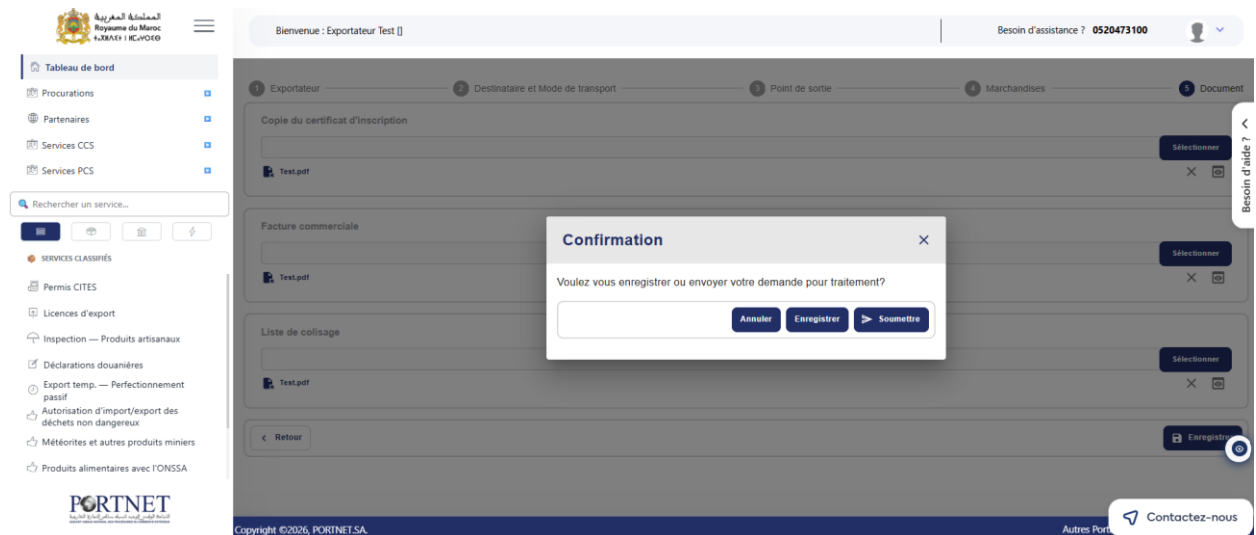 المملكة المغربية
Royaume du Maroc
ⵜⴰⴳⵍⴷⵉⵜ ⵏ ⵍⵎⵖⵔⵉⴱ
Bienvenue : Exportateur Test []
Besoin d'assistance ? 0520473100
Tableau de bord
Procurations
Partenaires
Services CCS
Services PCS
Rechercher un service...
SERVICES CLASSIFIÉS
Permis CITES
Licences d'export
Inspection — Produits artisanaux
Déclarations douanières
Export temp. — Perfectionnement
passif
Autorisation d'import/export des
déchets non dangereux
Météorites et autres produits miniers
Produits alimentaires avec l'ONSSA
PORTNET
1 Exportateur
2 Destinataire et Mode de transport
3 Point de sortie
4 Marchandises
5 Document
Copie du certificat d'inscription
Sélectionner
Test.pdf
Facture commerciale
Sélectionner
Test.pdf
Liste de colisage
Sélectionner
Test.pdf
Retour
Enregistre
Confirmation
Voulez vous enregistrer ou envoyer votre demande pour traitement?
Annuler
Enregistrer
Soumettre
Besoin d'aide ?
Copyright ©2026, PORTNET.SA.
Autres Port
Contactez-nous